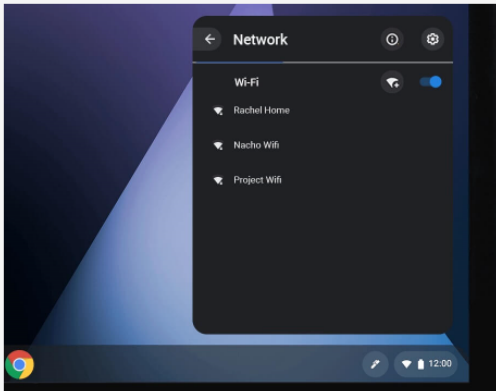 Network
Wi-Fi
Rachel Home
Nacho Wifi
Project Wifi
12:00